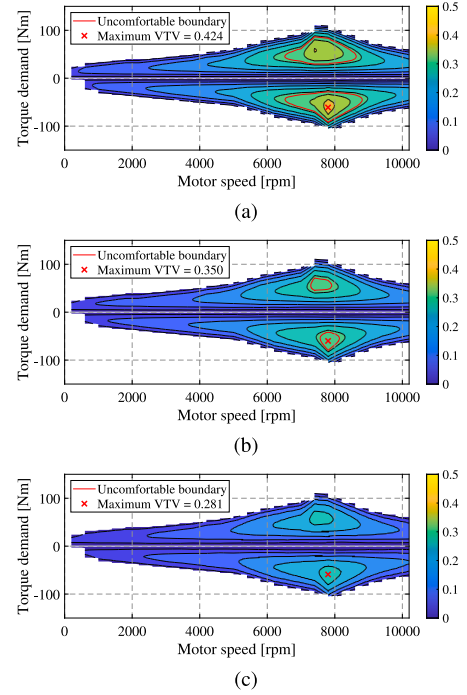 Uncomfortable boundary
Maximum VTV = 0.424
Torque demand [Nm]
100
0
-100
0 2000 4000 6000 8000 10000
Motor speed [rpm]
0.5
0.4
0.3
0.2
0.1
0
(a)
Uncomfortable boundary
Maximum VTV = 0.350
Torque demand [Nm]
100
0
-100
0 2000 4000 6000 8000 10000
Motor speed [rpm]
0.5
0.4
0.3
0.2
0.1
0
(b)
Uncomfortable boundary
Maximum VTV = 0.281
Torque demand [Nm]
100
0
-100
0 2000 4000 6000 8000 10000
Motor speed [rpm]
0.5
0.4
0.3
0.2
0.1
0
(c)